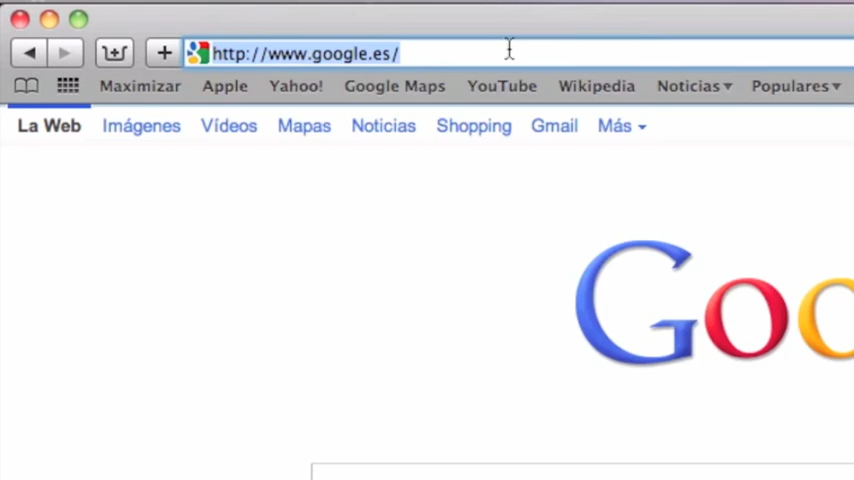 http://www.google.es/
Maximizar Apple Yahoo! Google Maps YouTube Wikipedia Noticias▼ Populares▼
La Web Imágenes Vídeos Mapas Noticias Shopping Gmail Más
Goo